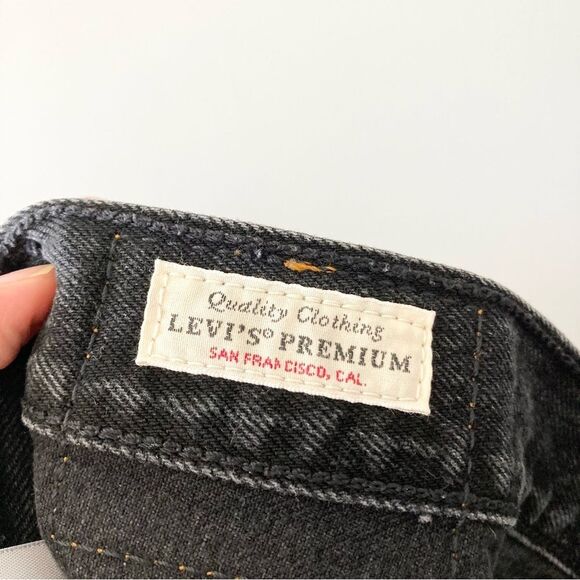 Quality Clothing
LEVI'S® PREMIUM
SAN FRANCISCO, CAL.